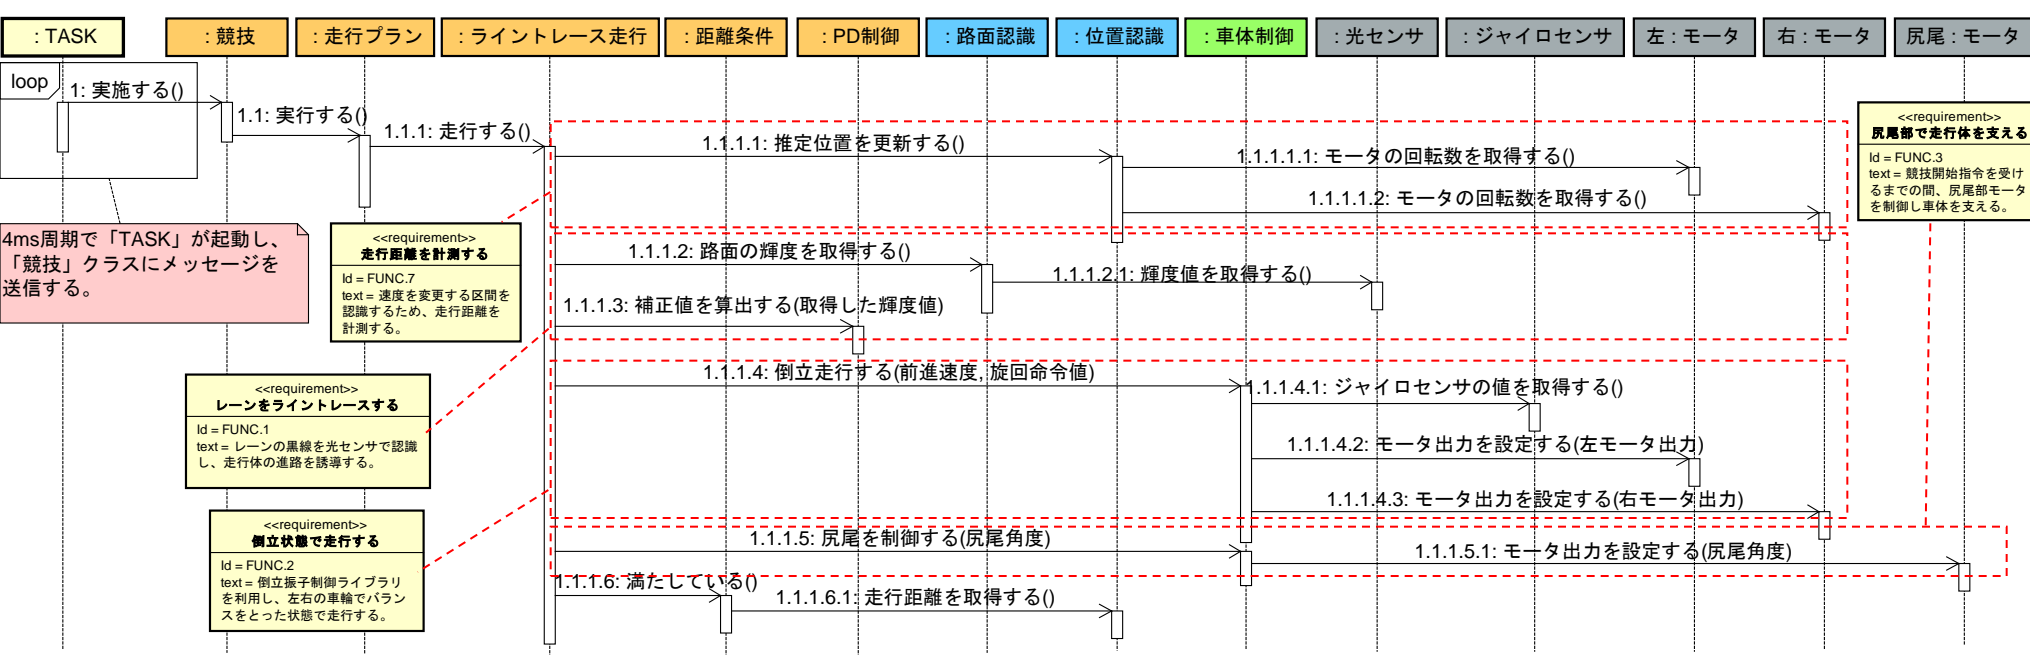 : TASK
: 競技
: 走行プラン
: ライントレース走行
: 距離条件
: PD制御
: 路面認識
: 位置認識
: 車体制御
: 光センサ
: ジャイロセンサ
左 : モータ
右 : モータ
尻尾 : モータ
loop
1: 実施する()
1.1: 実行する()
1.1.1: 走行する()
1.1.1.1: 推定位置を更新する()
1.1.1.1.1: モータの回転数を取得する()
1.1.1.1.2: モータの回転数を取得する()
<<requirement>>
尻尾部で走行体を支える
Id = FUNC.3
text = 競技開始指令を受け
るまでの間、尻尾部モータ
を制御し車体を支える。
4ms周期で「TASK」が起動し、
「競技」クラスにメッセージを
送信する。
<<requirement>>
走行距離を計測する
Id = FUNC.7
text = 速度を変更する区間を
認識するため、走行距離を
計測する。
1.1.1.2: 路面の輝度を取得する()
1.1.1.2.1: 輝度値を取得する()
1.1.1.3: 補正値を算出する(取得した輝度値)
<<requirement>>
レーンをライントレースする
Id = FUNC.1
text = レーンの黒線を光センサで認識
し、走行体の進路を誘導する。
1.1.1.4: 倒立走行する(前進速度, 旋回命令値)
1.1.1.4.1: ジャイロセンサの値を取得する()
1.1.1.4.2: モータ出力を設定する(左モータ出力)
1.1.1.4.3: モータ出力を設定する(右モータ出力)
<<requirement>>
倒立状態で走行する
Id = FUNC.2
text = 倒立振子制御ライブラリ
を利用し、左右の車輪でバラン
スをとった状態で走行する。
1.1.1.5: 尻尾を制御する(尻尾角度)
1.1.1.5.1: モータ出力を設定する(尻尾角度)
1.1.1.6: 満たしている()
1.1.1.6.1: 走行距離を取得する()